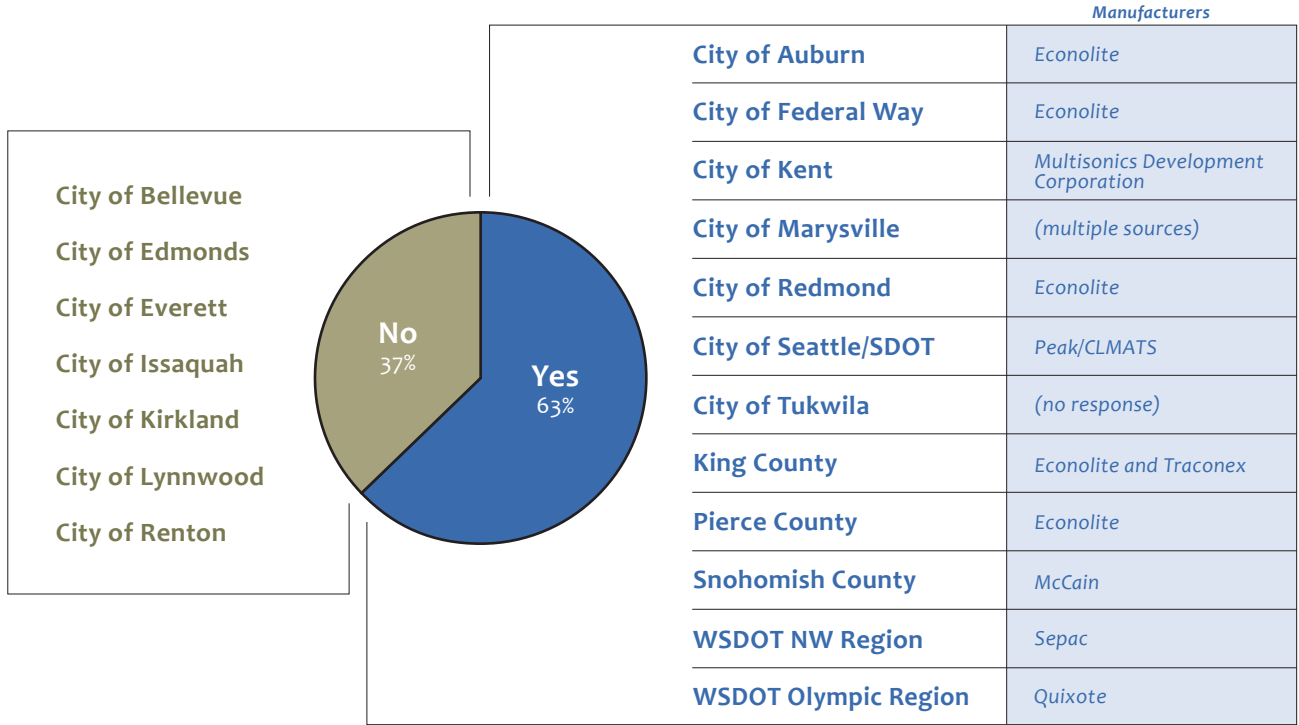 Manufacturers
City of Auburn Econolite
City of Federal Way Econolite
City of Kent Multisonics Development
Corporation
City of Marysville (multiple sources)
City of Redmond Econolite
City of Seattle/SDOT Peak/CLMATS
City of Tukwila (no response)
King County Econolite and Traconex
Pierce County Econolite
Snohomish County McCain
WSDOT NW Region Sepac
WSDOT Olympic Region Quixote
City of Bellevue
City of Edmonds
City of Everett
City of Issaquah
City of Kirkland
City of Lynnwood
City of Renton
No
37%
Yes
63%